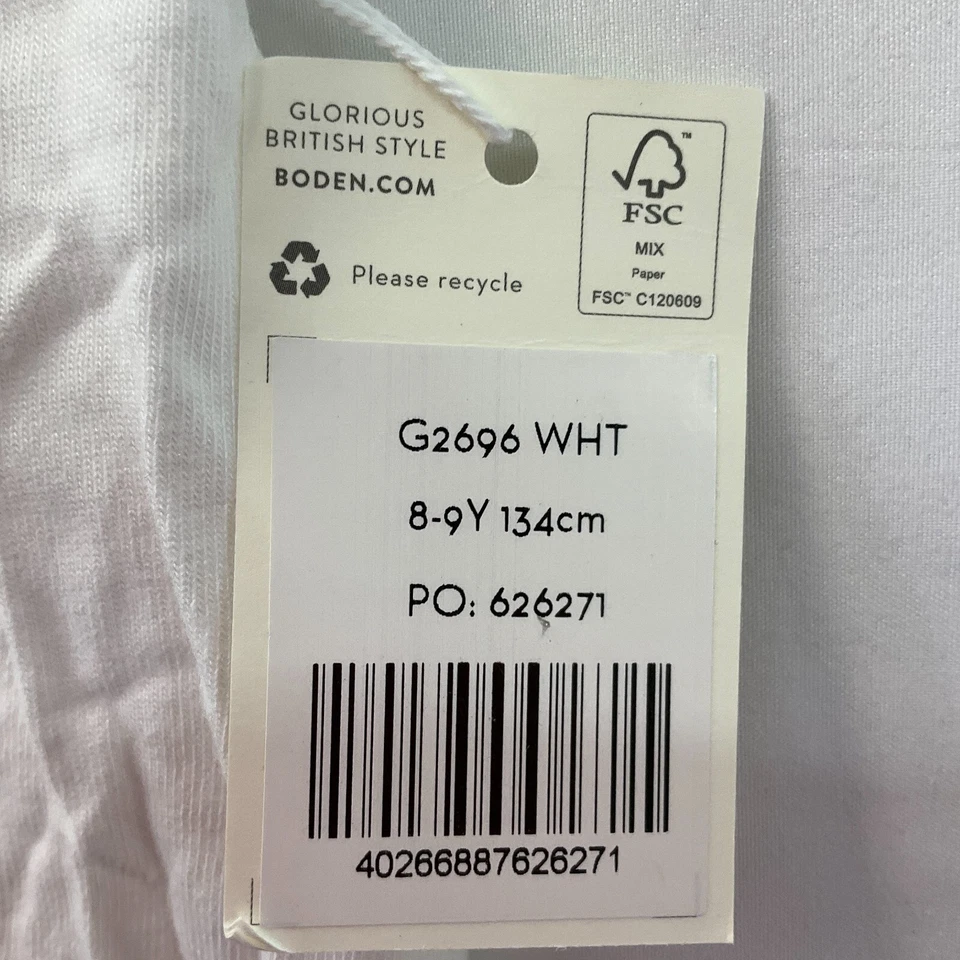 GLORIOUS
BRITISH STYLE
BODEN.COM
Please recycle
™
FSC
MIX
Paper
FSC™ C120609
G2696 WHT
8-9Y 134cm
PO: 626271
40266887626271